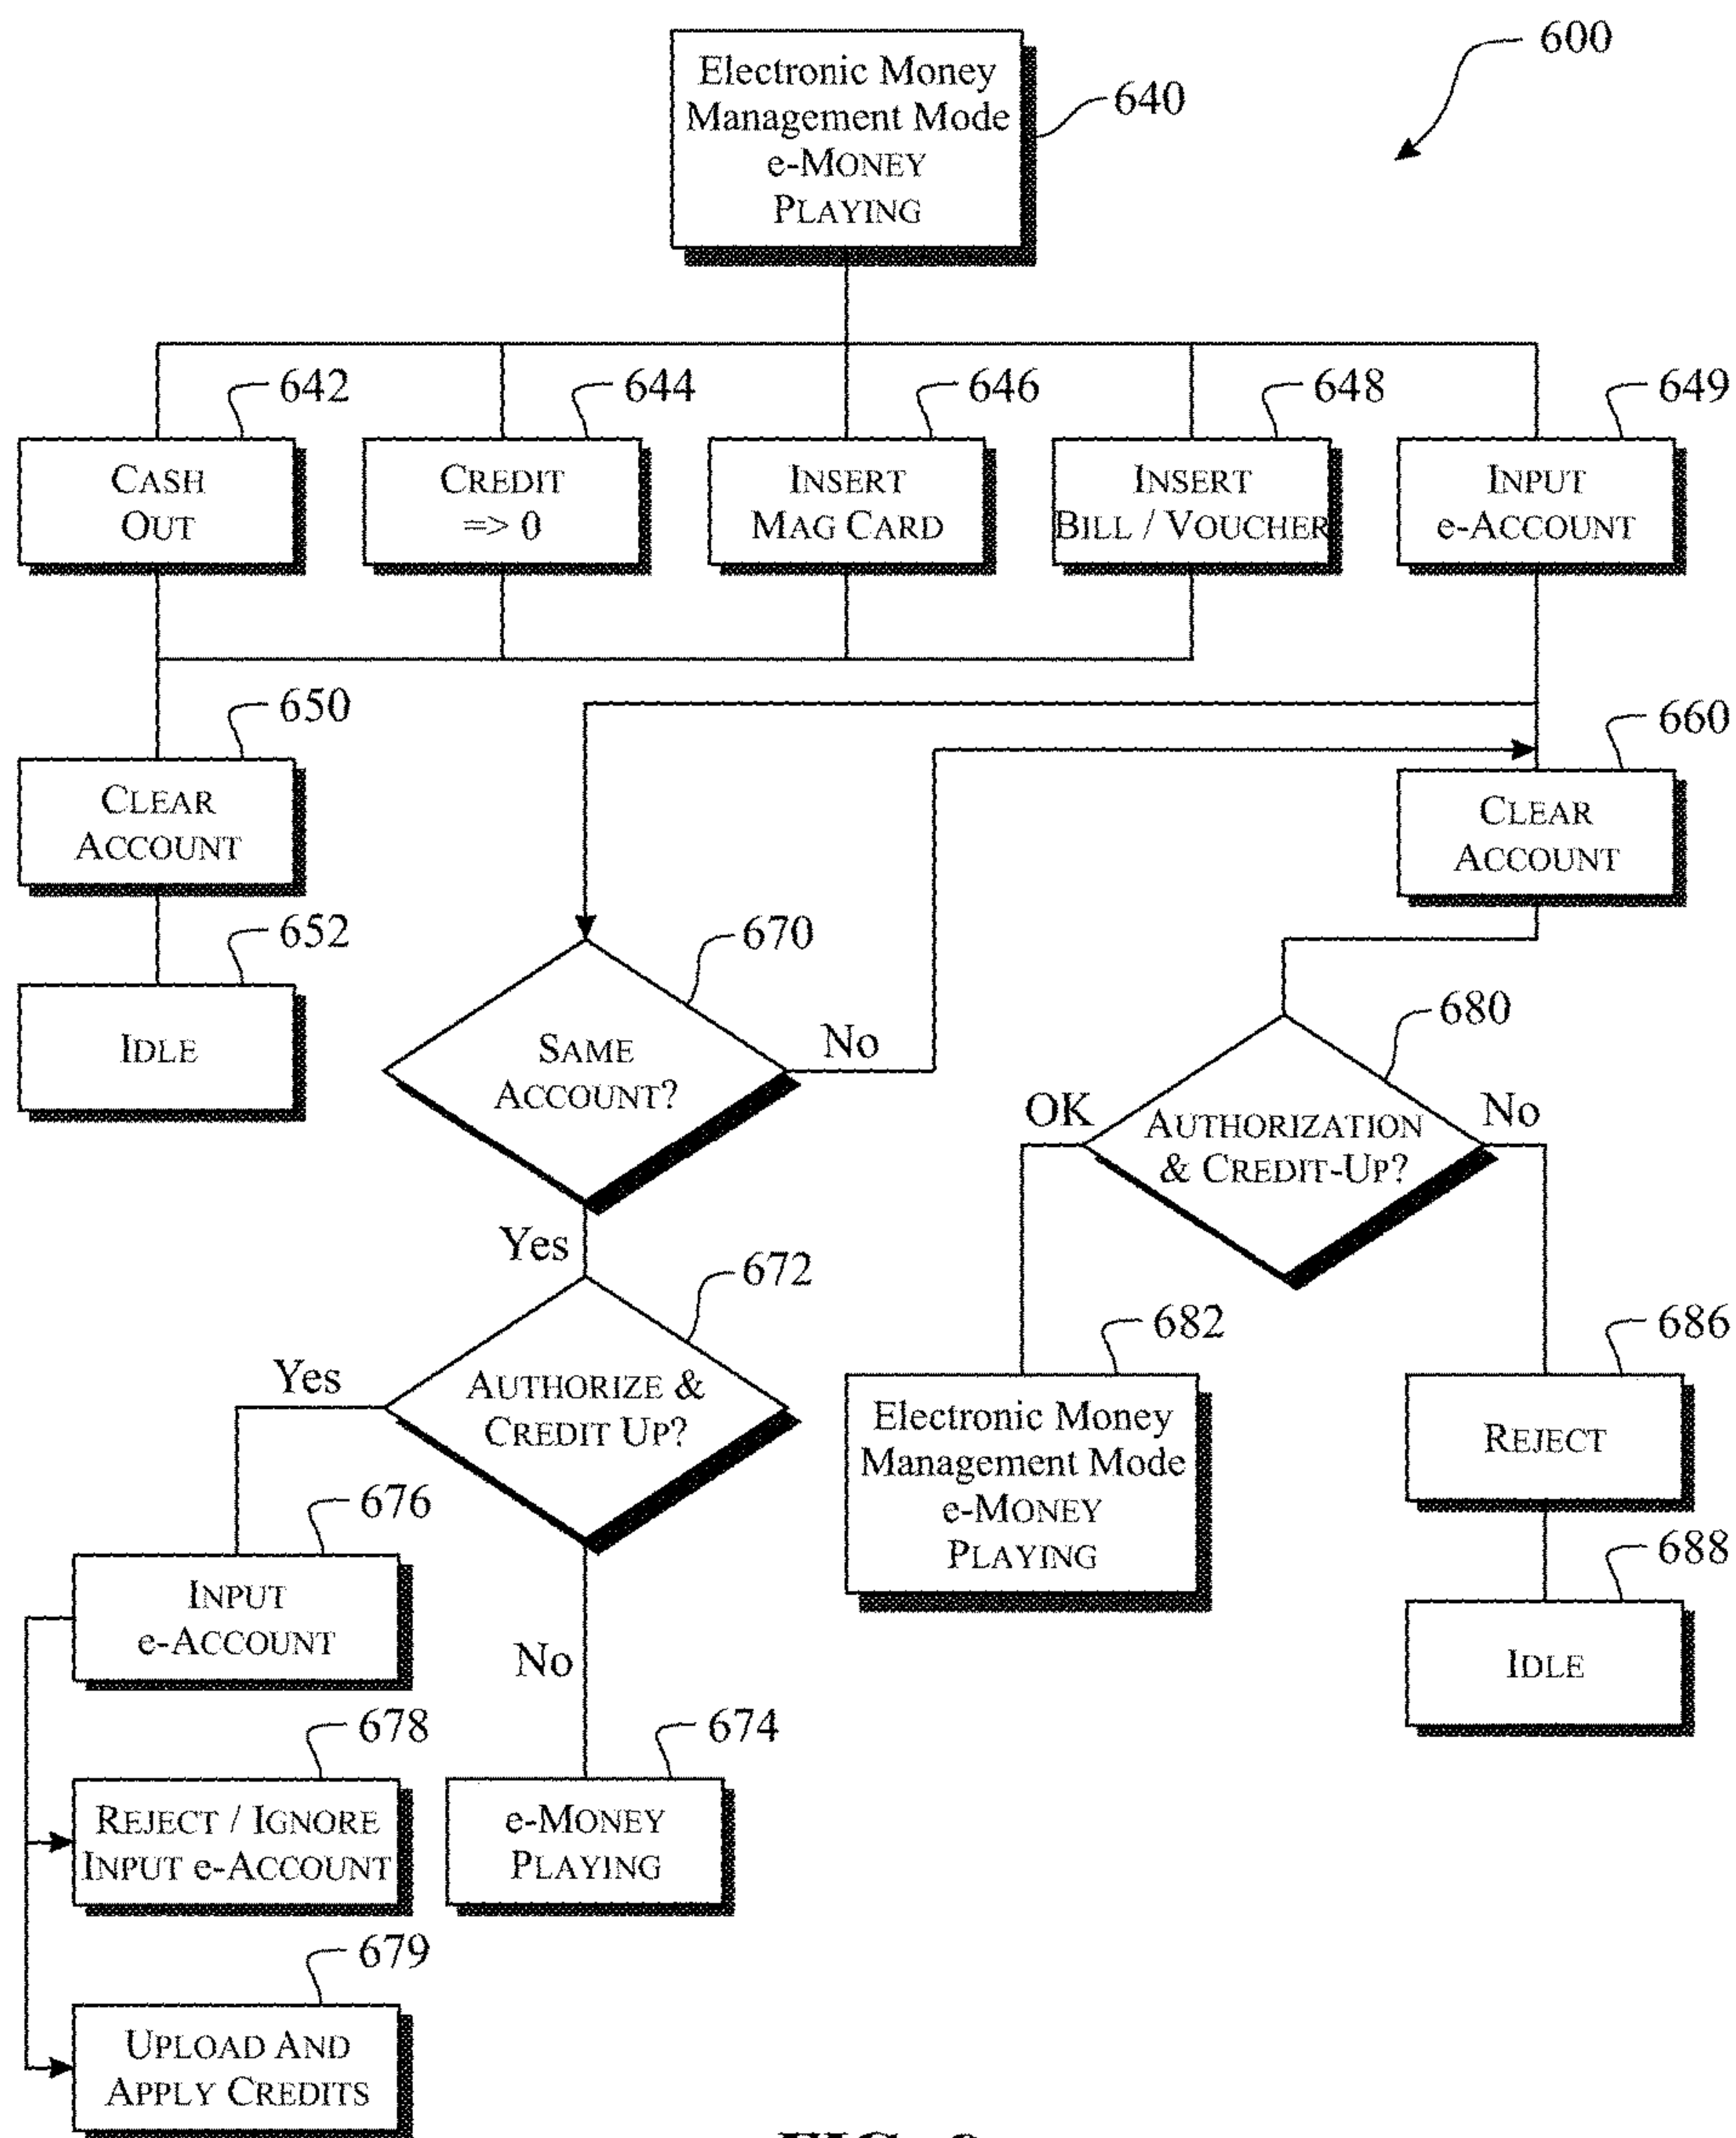 600
Electronic Money
Management Mode
e-MONEY
PLAYING
640
642
644
646
648
649
CASH
OUT
CREDIT
=> 0
INSERT
MAG CARD
INSERT
BILL / VOUCHER
INPUT
e-ACCOUNT
650
660
CLEAR
ACCOUNT
CLEAR
ACCOUNT
652
IDLE
670
SAME
ACCOUNT?
No
Yes
680
AUTHORIZATION
& CREDIT-UP?
OK
No
672
AUTHORIZE &
CREDIT UP?
Yes
No
682
Electronic Money
Management Mode
e-MONEY
PLAYING
686
REJECT
688
IDLE
676
INPUT
e-ACCOUNT
678
REJECT / IGNORE
INPUT e-ACCOUNT
674
e-MONEY
PLAYING
679
UPLOAD AND
APPLY CREDITS